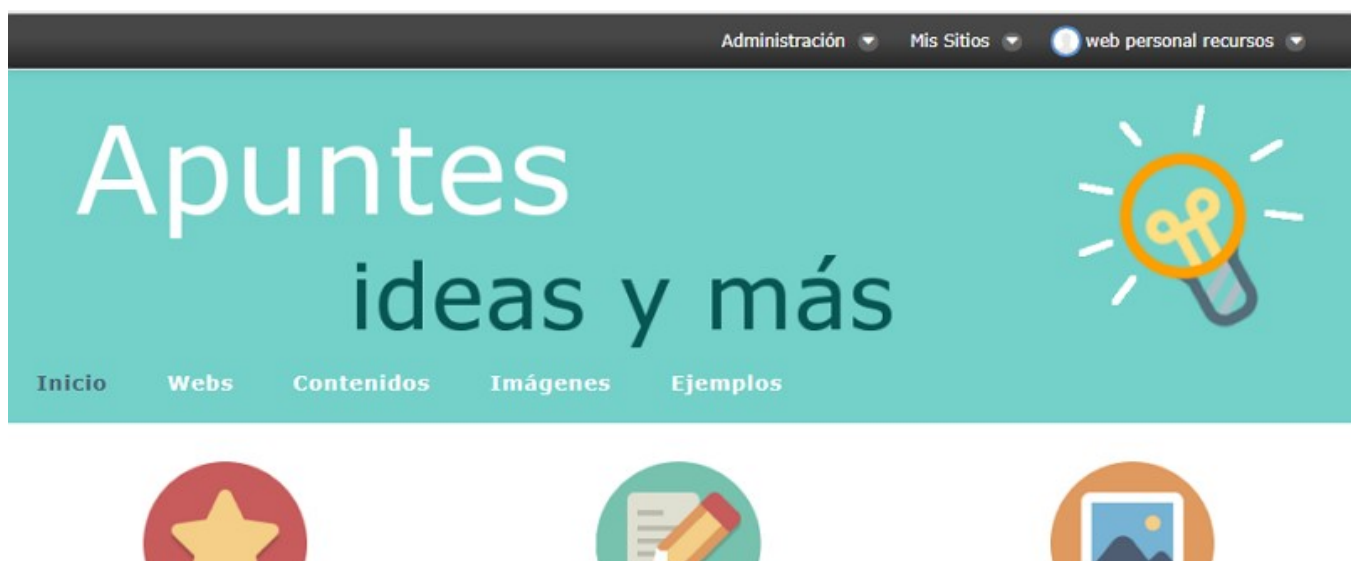 Administración Mis Sitios web personal recursos
Apuntes
ideas y más
Inicio Webs Contenidos Imágenes Ejemplos